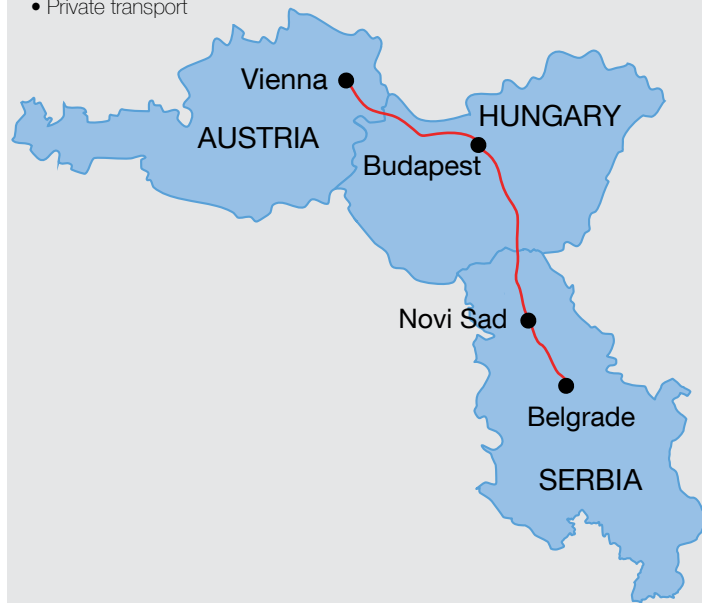 • Private transport
Vienna
HUNGARY
AUSTRIA
Budapest
Novi Sad
Belgrade
SERBIA